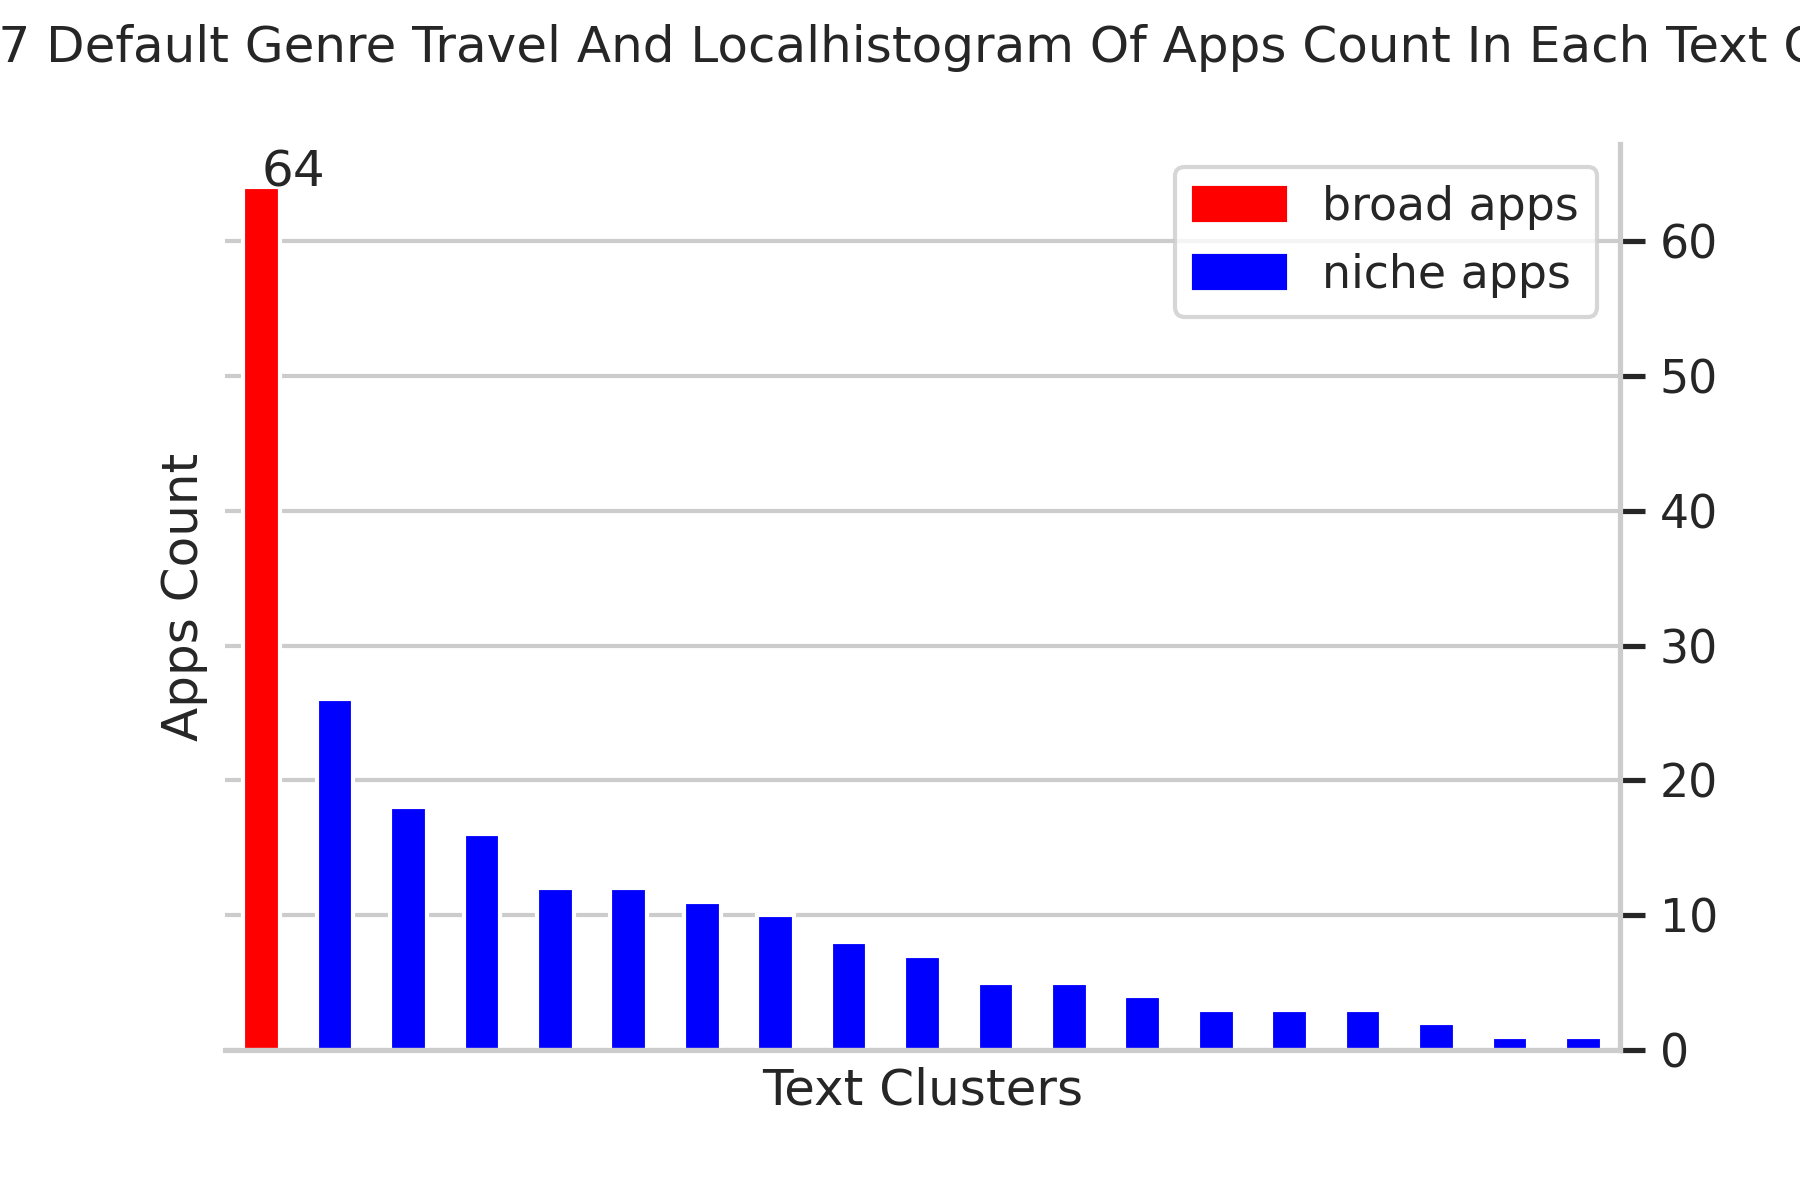 7 Default Genre Travel And Localhistogram Of Apps Count In Each Text
64
broad apps
niche apps
60
50
40
30
20
10
0
Apps Count
Text Clusters